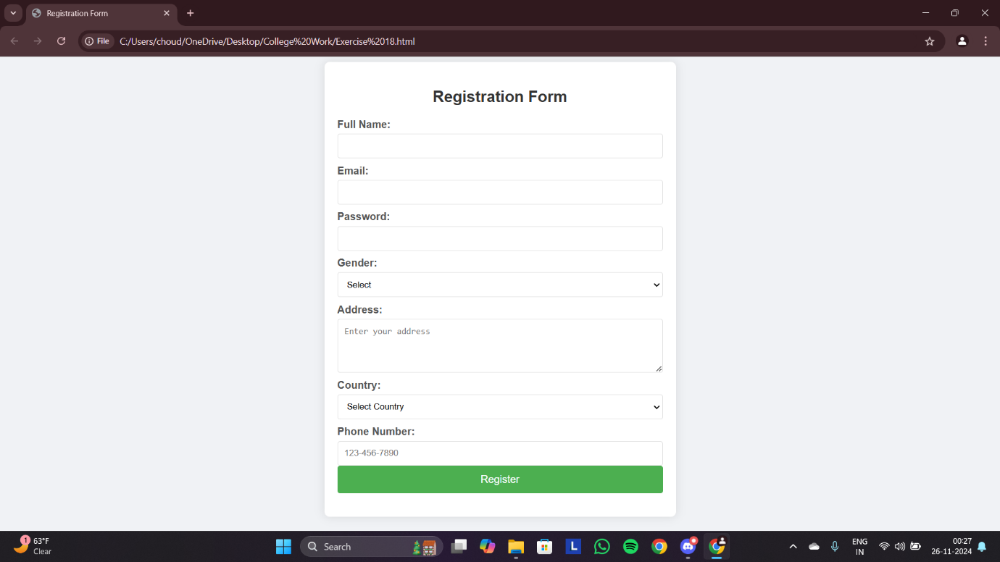 Registration Form
File C:/Users/choud/OneDrive/Desktop/College%20Work/Exercise%2018.html
Registration Form
Full Name:
Email:
Password:
Gender:
Select
Address:
Enter your address
Country:
Select Country
Phone Number:
123-456-7890
Register
1
63°F
Clear
Search
L
ENG
IN
00:27
26-11-2024